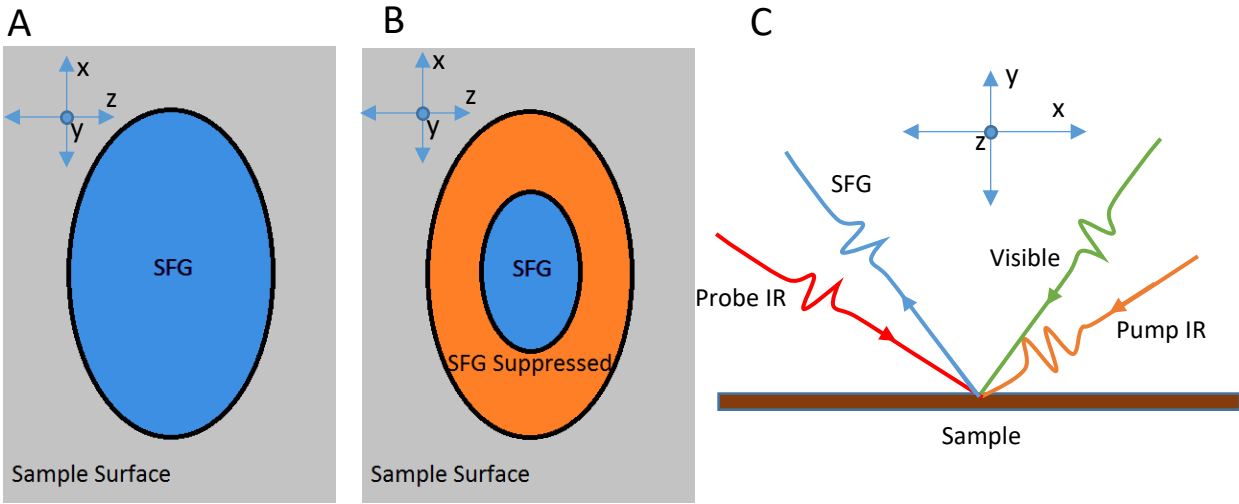 A
x
z
y
SFG
Sample Surface
B
x
z
y
SFG
SFG Suppressed
Sample Surface
C
y
x
z
SFG
Visible
Probe IR
Pump IR
Sample